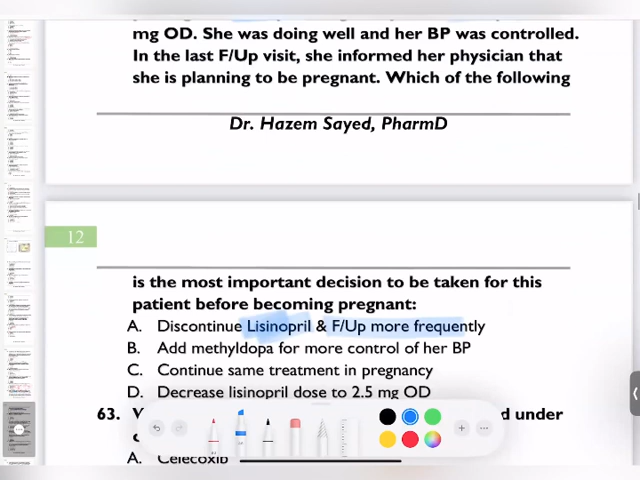 mg OD. She was doing well and her BP was controlled.
In the last F/Up visit, she informed her physician that
she is planning to be pregnant. Which of the following
Dr. Hazem Sayed, PharmD
12
is the most important decision to be taken for this
patient before becoming pregnant:
A. Discontinue Lisinopril & F/Up more frequently
B. Add methyldopa for more control of her BP
C. Continue same treatment in pregnancy
D. Decrease lisinopril dose to 2.5 mg OD
63.
d under
A. Celecoxib